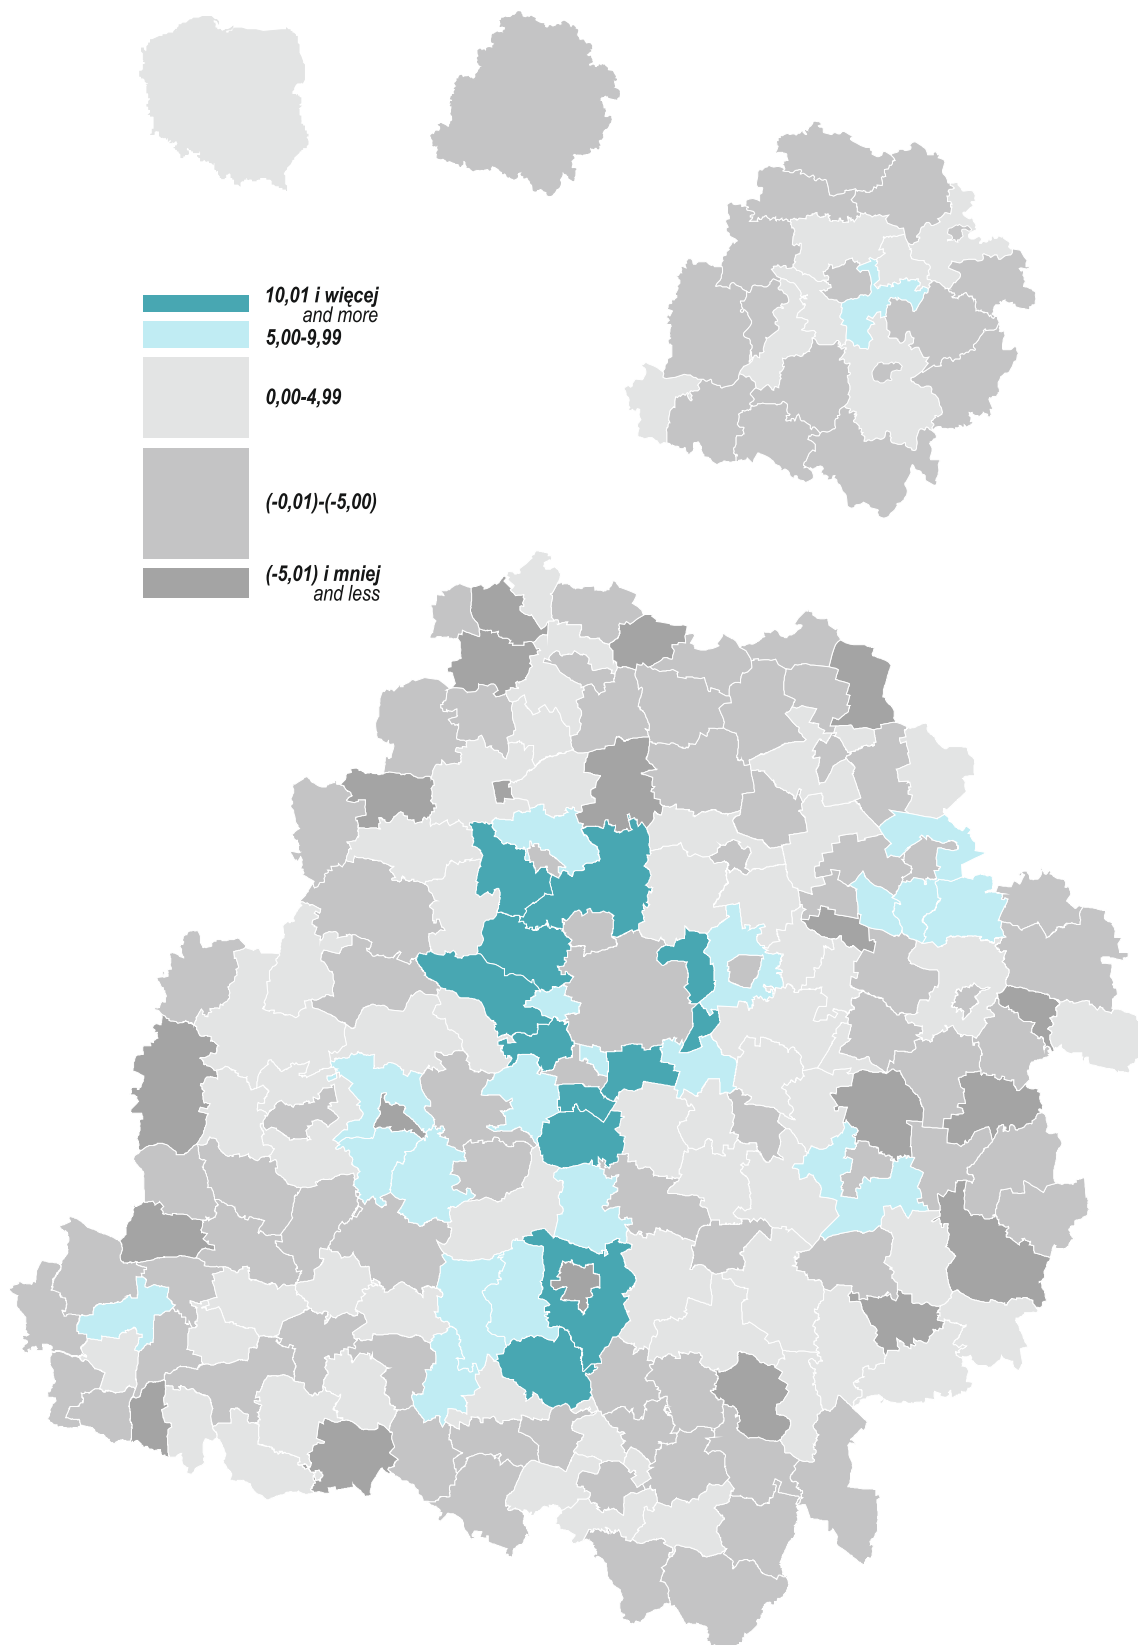 10,01 i więcej
and more
5,00-9,99
0,00-4,99
(-0,01)-(-5,00)
(-5,01) i mniej
and less